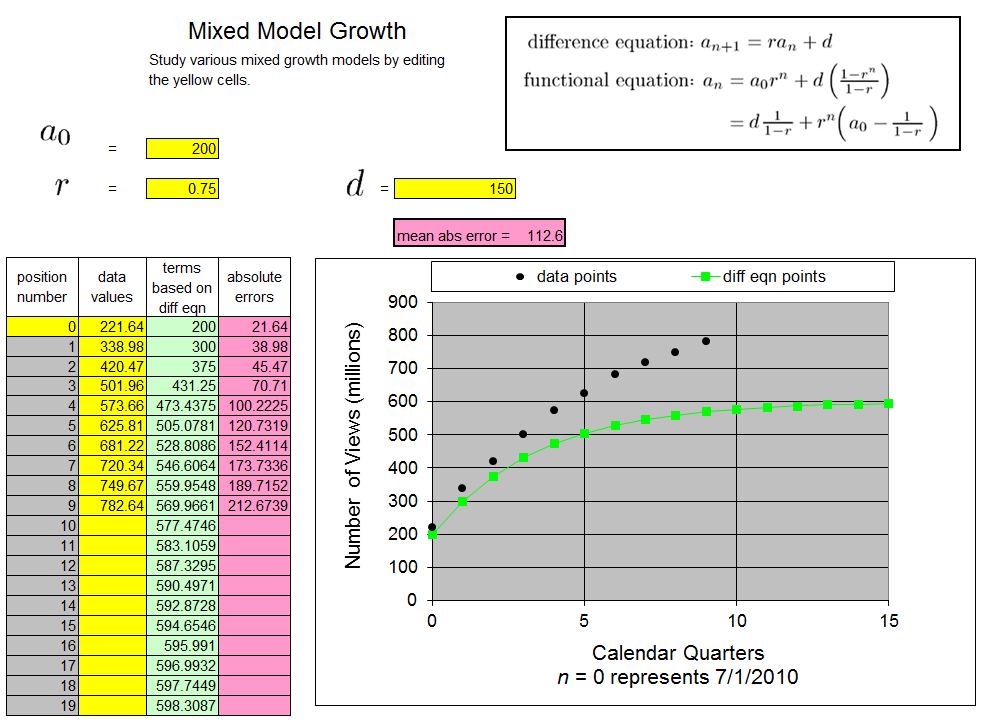 Mixed Model Growth
Study various mixed growth models by editing
the yellow cells.
difference equation: a_{n+1} = ra_n + d
functional equation: a_n = a_0 r^n + d ( \frac{1-r^n}{1-r} )
= d \frac{1}{1-r} + r^n ( a_0 - \frac{1}{1-r} )
a_0 = 200
r = 0.75
d = 150
mean abs error = 112.6
position number | data values | terms based on diff eqn | absolute errors
0 221.64 200 21.64
1 338.98 300 38.98
2 420.47 375 45.47
3 501.96 431.25 70.71
4 573.66 473.4375 100.2225
5 625.81 505.0781 120.7319
6 681.22 528.8086 152.4114
7 720.34 546.6064 173.7336
8 749.67 559.9548 189.7152
9 782.64 569.9661 212.6739
10 577.4746
11 583.1059
12 587.3295
13 590.4971
14 592.8728
15 594.6546
16 595.991
17 596.9932
18 597.7449
19 598.3087
data points diff eqn points
Number of Views (millions)
900
800
700
600
500
400
300
200
100
0
0 5 10 15
Calendar Quarters
n = 0 represents 7/1/2010